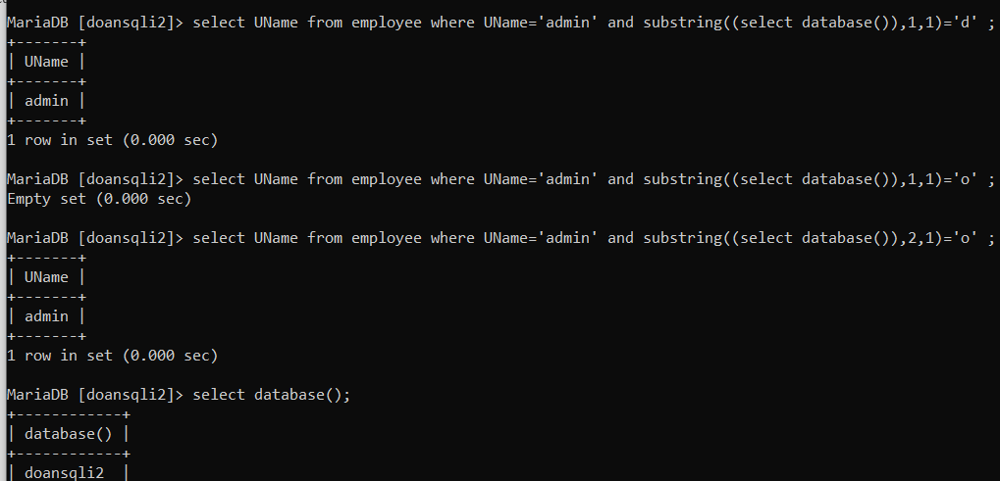 MariaDB [doansqli2]> select UName from employee where UName='admin' and substring((select database()),1,1)='d' ;
+-------+
| UName |
+-------+
| admin |
+-------+
1 row in set (0.000 sec)
MariaDB [doansqli2]> select UName from employee where UName='admin' and substring((select database()),1,1)='o' ;
Empty set (0.000 sec)
MariaDB [doansqli2]> select UName from employee where UName='admin' and substring((select database()),2,1)='o' ;
+-------+
| UName |
+-------+
| admin |
+-------+
1 row in set (0.000 sec)
MariaDB [doansqli2]> select database();
+------------+
| database() |
+------------+
| doansqli2  |